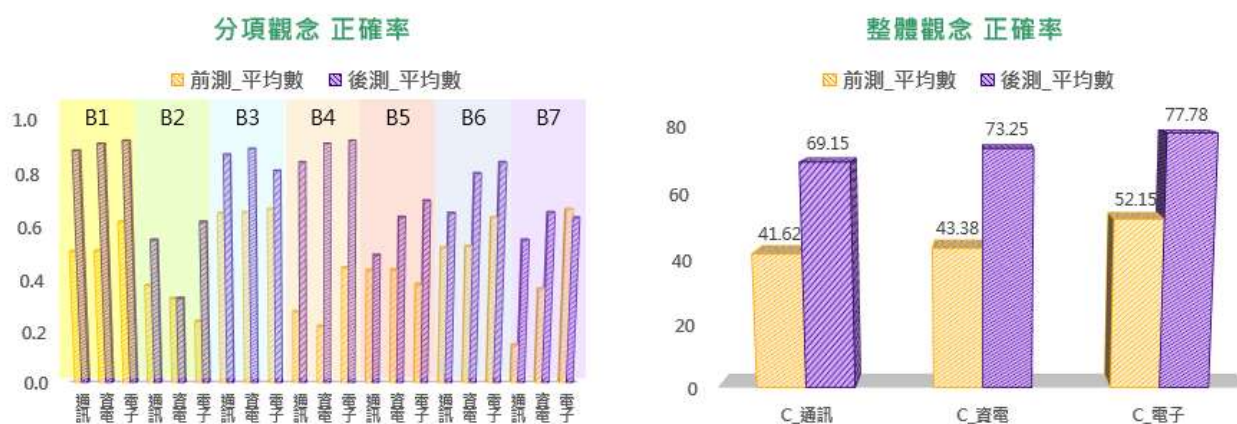 分項觀念 正確率
前測_平均數 後測_平均數
B1 B2 B3 B4 B5 B6 B7
1.0
0.8
0.6
0.4
0.2
0.0
通訊 資電 電子 通訊 資電 電子 通訊 資電 電子 通訊 資電 電子 通訊 資電 電子 通訊 資電 電子 通訊 資電 電子
整體觀念 正確率
前測_平均數 後測_平均數
80
60
40
20
0
41.62 69.15 43.38 73.25 52.15 77.78
C_通訊 C_資電 C_電子